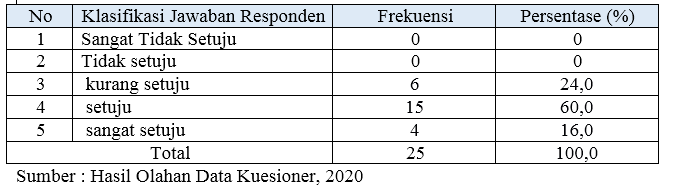 No Klasifikasi Jawaban Responden Frekuensi Persentase (%)
1 Sangat Tidak Setuju 0 0
2 Tidak setuju 0 0
3 kurang setuju 6 24,0
4 setuju 15 60,0
5 sangat setuju 4 16,0
Total 25 100,0
Sumber : Hasil Olahan Data Kuesioner, 2020